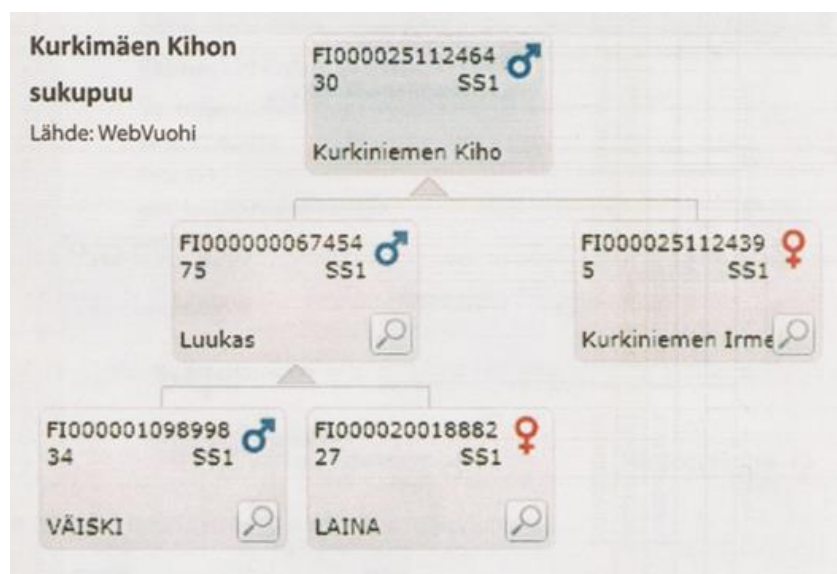 Kurkimäen Kihon
sukupuu
Lähde: WebVuohi
FI000025112464
30 SS1
Kurkiniemen Kiho
FI000000067454
75 SS1
Luukas
FI000025112439
5 SS1
Kurkiniemen Irme
FI000001098998
34 SS1
VÄISKI
FI000020018882
27 SS1
LAINA